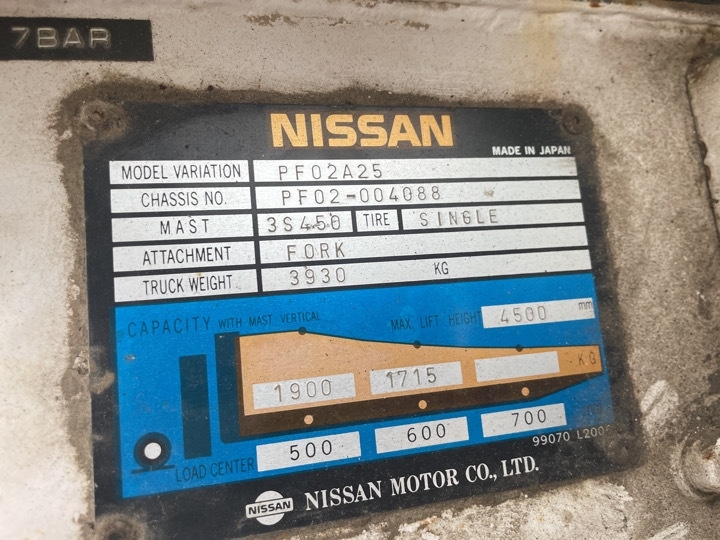 7BAR
NISSAN
MADE IN JAPAN
MODEL VARIATION PF02A25
CHASSIS NO. PF02-004088
MAST 3S450 TIRE SINGLE
ATTACHMENT FORK
TRUCK WEIGHT 3930 KG
CAPACITY WITH MAST VERTICAL MAX. LIFT HEIGHT 4500 mm
1900 1715 KG
LOAD CENTER 500 600 700
99070 L200
NISSAN NISSAN MOTOR CO., LTD.